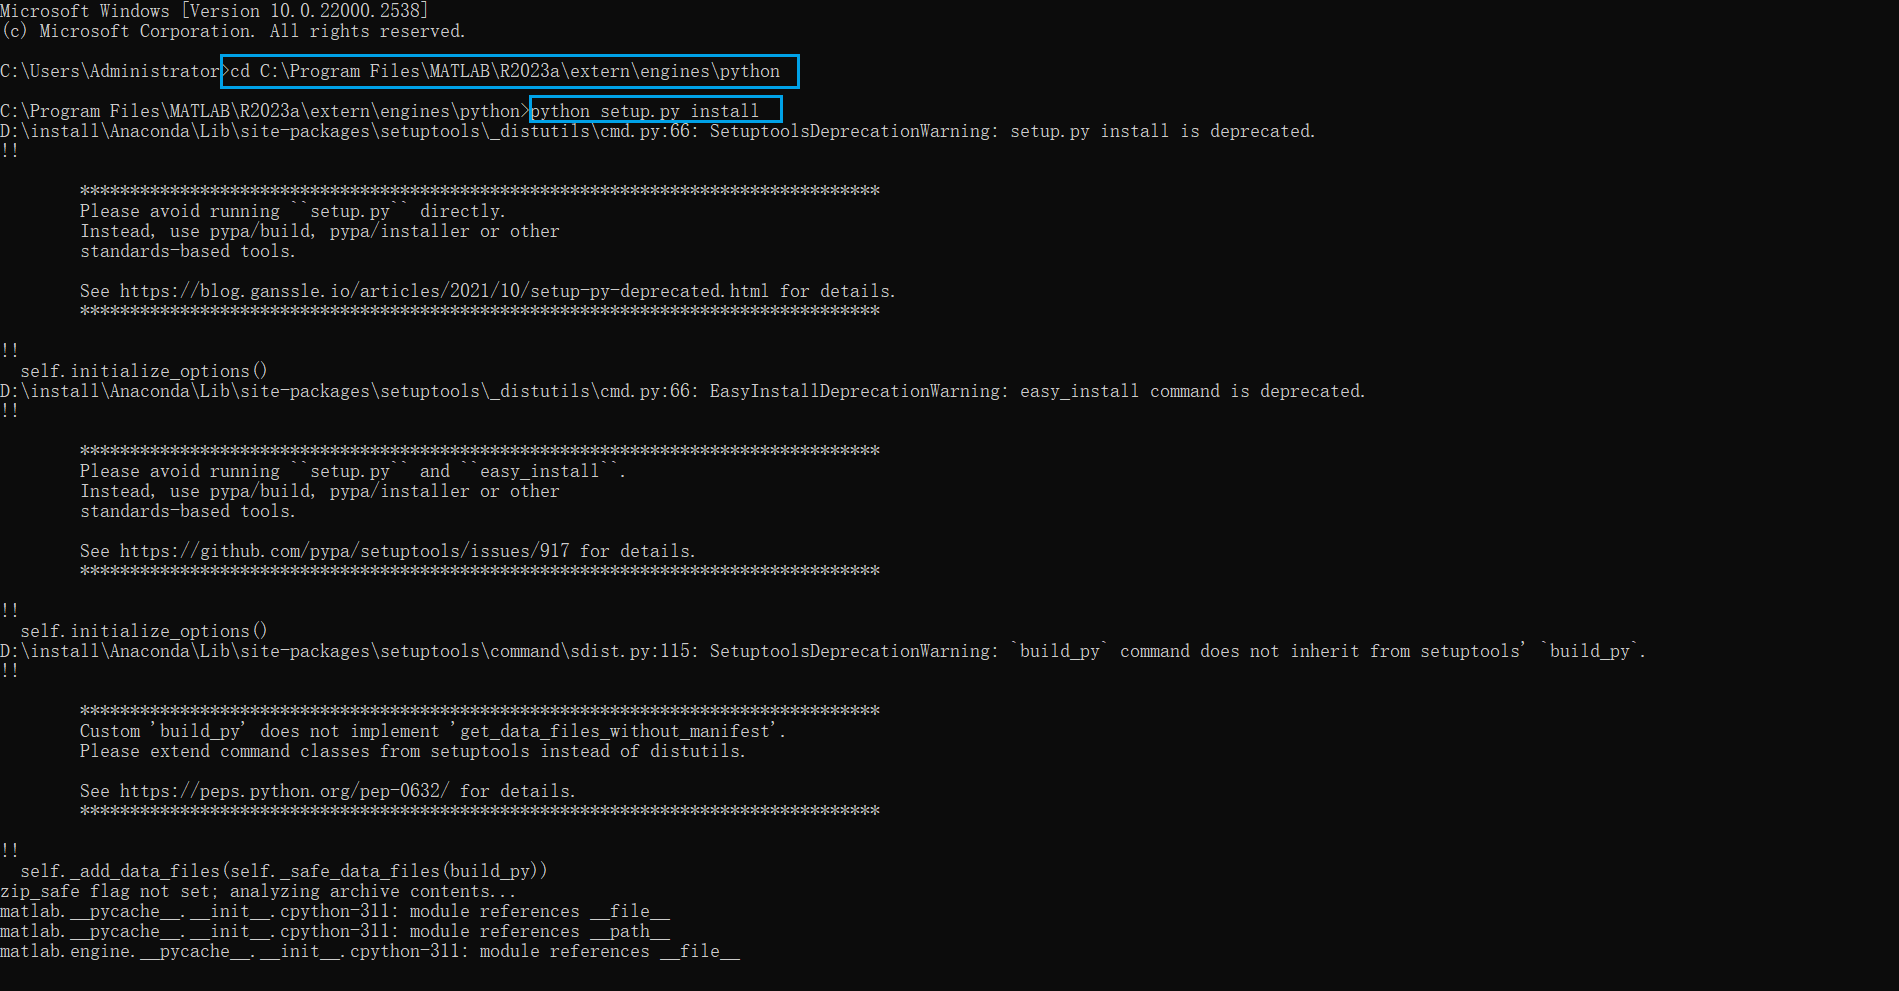 Microsoft Windows [Version 10.0.22000.2538]
(c) Microsoft Corporation. All rights reserved.
C:\Users\Administrator>cd C:\Program Files\MATLAB\R2023a\extern\engines\python
C:\Program Files\MATLAB\R2023a\extern\engines\python>python setup.py install
D:\install\Anaconda\Lib\site-packages\setuptools\_distutils\cmd.py:66: SetuptoolsDeprecationWarning: setup.py install is deprecated.
!!
********************************************************************************
Please avoid running ``setup.py`` directly.
Instead, use pypa/build, pypa/installer or other
standards-based tools.
See https://blog.ganssle.io/articles/2021/10/setup-py-deprecated.html for details.
********************************************************************************
!!
self.initialize_options()
D:\install\Anaconda\Lib\site-packages\setuptools\_distutils\cmd.py:66: EasyInstallDeprecationWarning: easy_install command is deprecated.
!!
********************************************************************************
Please avoid running ``setup.py`` and ``easy_install``.
Instead, use pypa/build, pypa/installer or other
standards-based tools.
See https://github.com/pypa/setuptools/issues/917 for details.
********************************************************************************
!!
self.initialize_options()
D:\install\Anaconda\Lib\site-packages\setuptools\command\sdist.py:115: SetuptoolsDeprecationWarning: `build_py` command does not inherit from setuptools' `build_py`.
!!
********************************************************************************
Custom 'build_py' does not implement 'get_data_files_without_manifest'.
Please extend command classes from setuptools instead of distutils.
See https://peps.python.org/pep-0632/ for details.
********************************************************************************
!!
self._add_data_files(self._safe_data_files(build_py))
zip_safe flag not set; analyzing archive contents...
matlab.__pycache__.__init__.cpython-311: module references __file__
matlab.__pycache__.__init__.cpython-311: module references __path__
matlab.engine.__pycache__.__init__.cpython-311: module references __file__